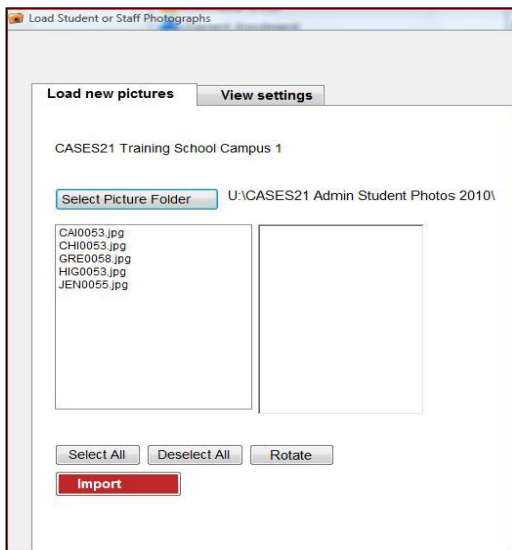 Load Student or Staff Photographs
Load new pictures
View settings
CASES21 Training School Campus 1
Select Picture Folder
U:\CASES21 Admin Student Photos 2010\
CAI0053.jpg
CHI0053.jpg
GRE0058.jpg
HIG0053.jpg
JEN0055.jpg
Select All
Deselect All
Rotate
Import